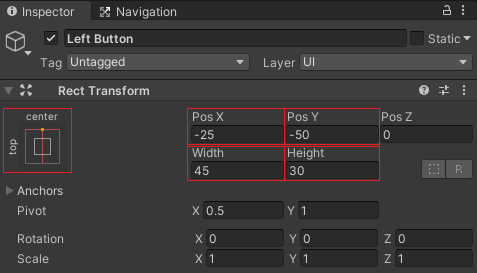 Inspector Navigation
Left Button Static
Tag Untagged Layer UI
Rect Transform
center Pos X Pos Y Pos Z
top -25 -50 0
Width Height
45 30 R
Anchors
Pivot X 0.5 Y 1
Rotation X 0 Y 0 Z 0
Scale X 1 Y 1 Z 1